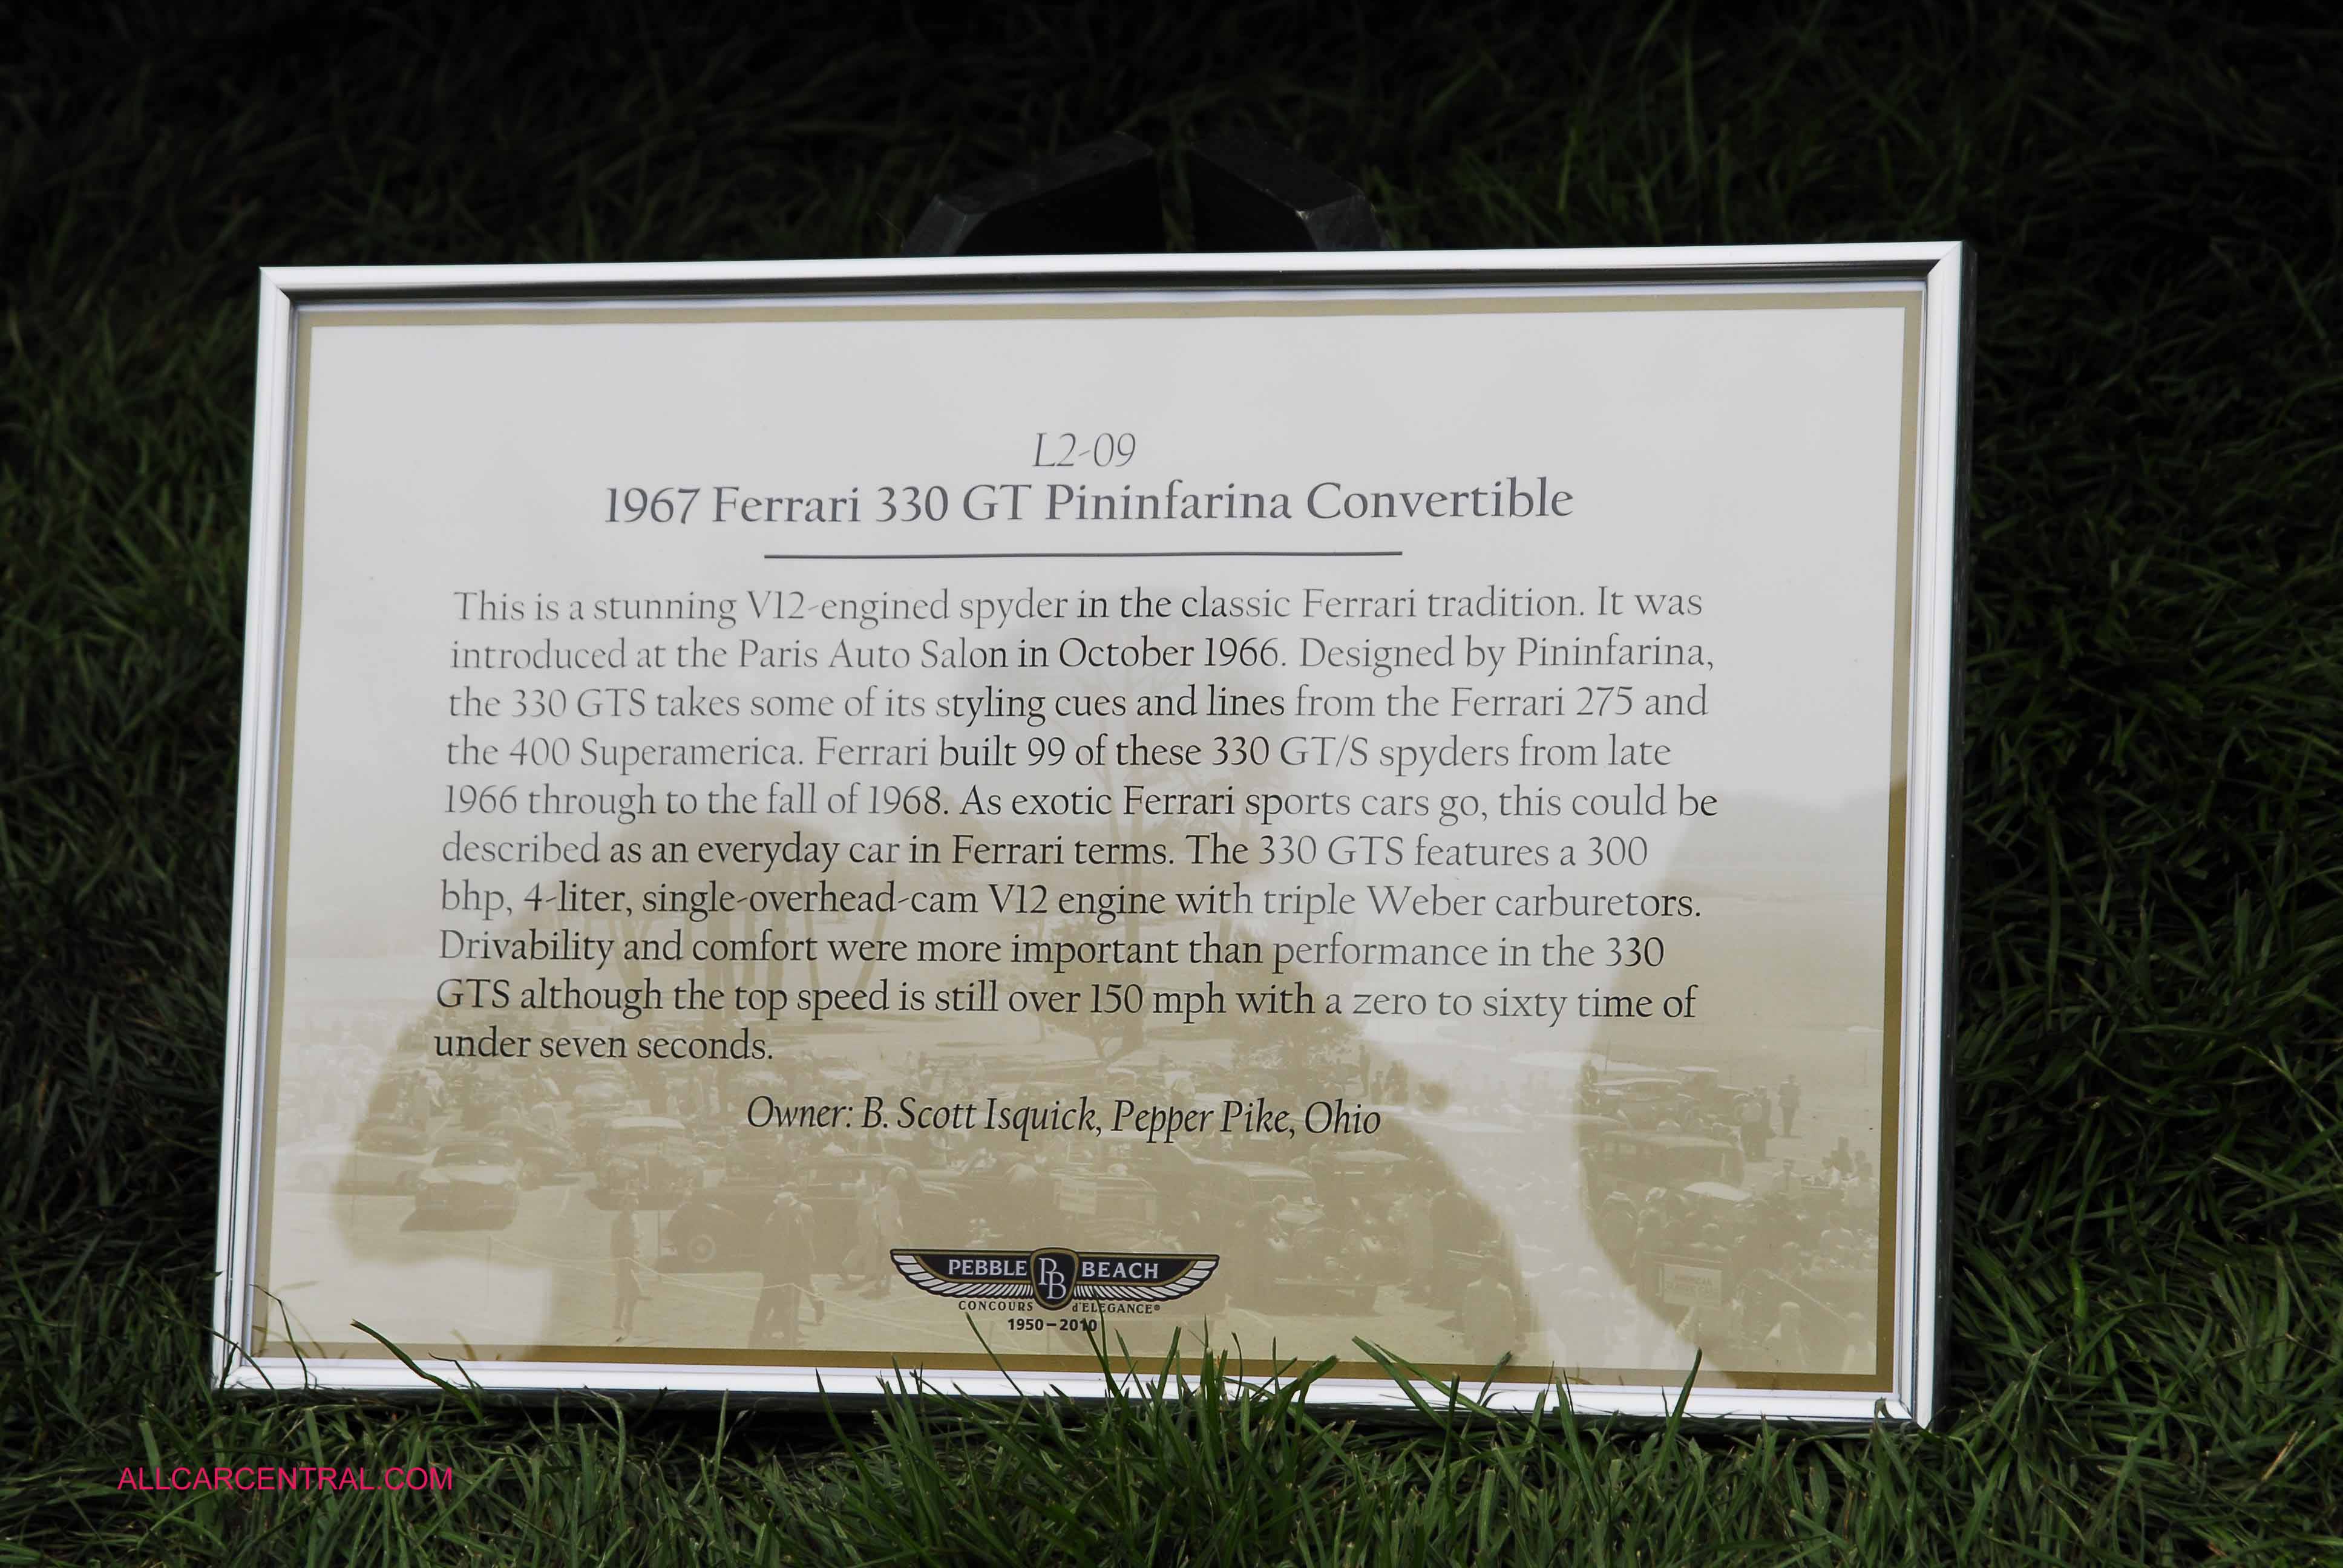 L2-09
1967 Ferrari 330 GT Pininfarina Convertible
This is a stunning V12-engined spyder in the classic Ferrari tradition. It was
introduced at the Paris Auto Salon in October 1966. Designed by Pininfarina,
the 330 GTS takes some of its styling cues and lines from the Ferrari 275 and
the 400 Superamerica. Ferrari built 99 of these 330 GT/S spyders from late
1966 through to the fall of 1968. As exotic Ferrari sports cars go, this could be
described as an everyday car in Ferrari terms. The 330 GTS features a 300
bhp, 4-liter, single-overhead-cam V12 engine with triple Weber carburetors.
Drivability and comfort were more important than performance in the 330
GTS although the top speed is still over 150 mph with a zero to sixty time of
under seven seconds.
Owner: B. Scott Isquick, Pepper Pike, Ohio
PEBBLE PB BEACH
CONCOURS d'ELEGANCE®
1950–2010
ALLCARCENTRAL.COM